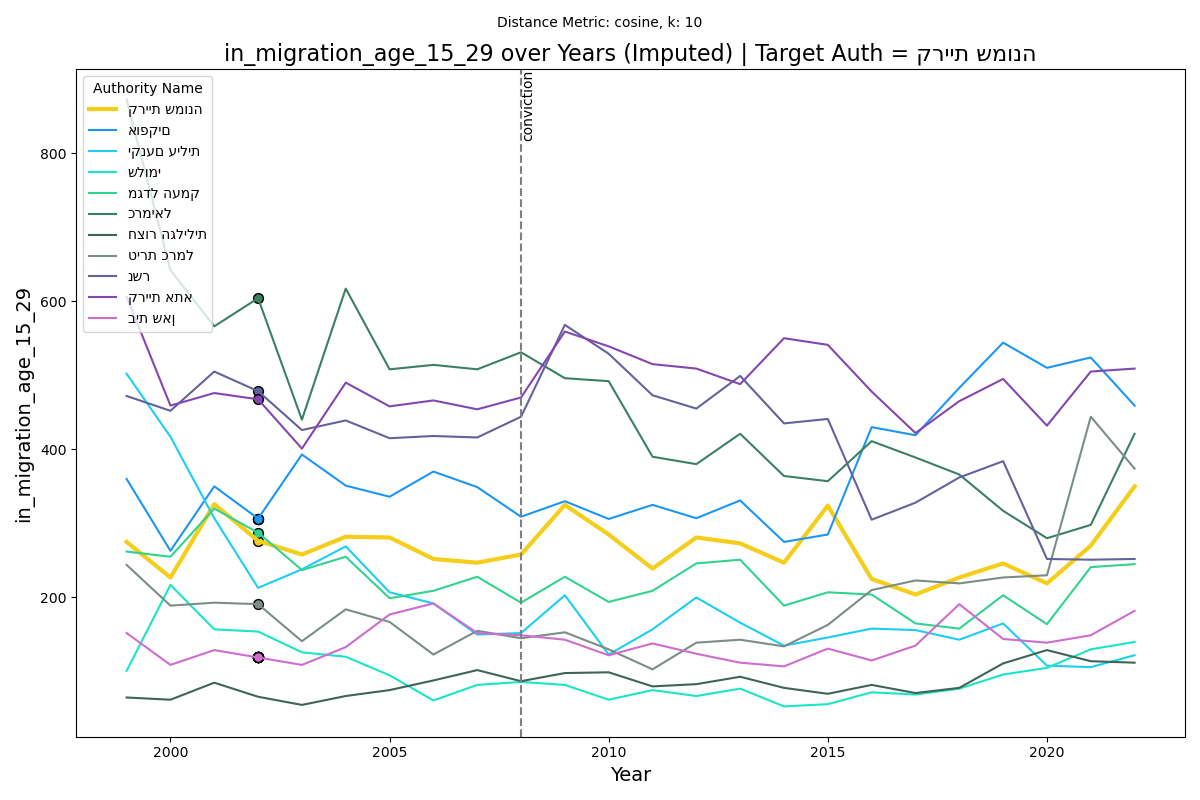 Distance Metric: cosine, k: 10
in_migration_age_15_29 over Years (Imputed) | Target Auth = קריית שמונה
Authority Name
קריית שמונה
אופקים
יקנעם עילית
שלומי
מגדל העמק
כרמיאל
חצור הגלילית
טירת כרמל
נשר
קריית אתא
בית שאן
conviction
in_migration_age_15_29
800
600
400
200
2000
2005
2010
2015
2020
Year